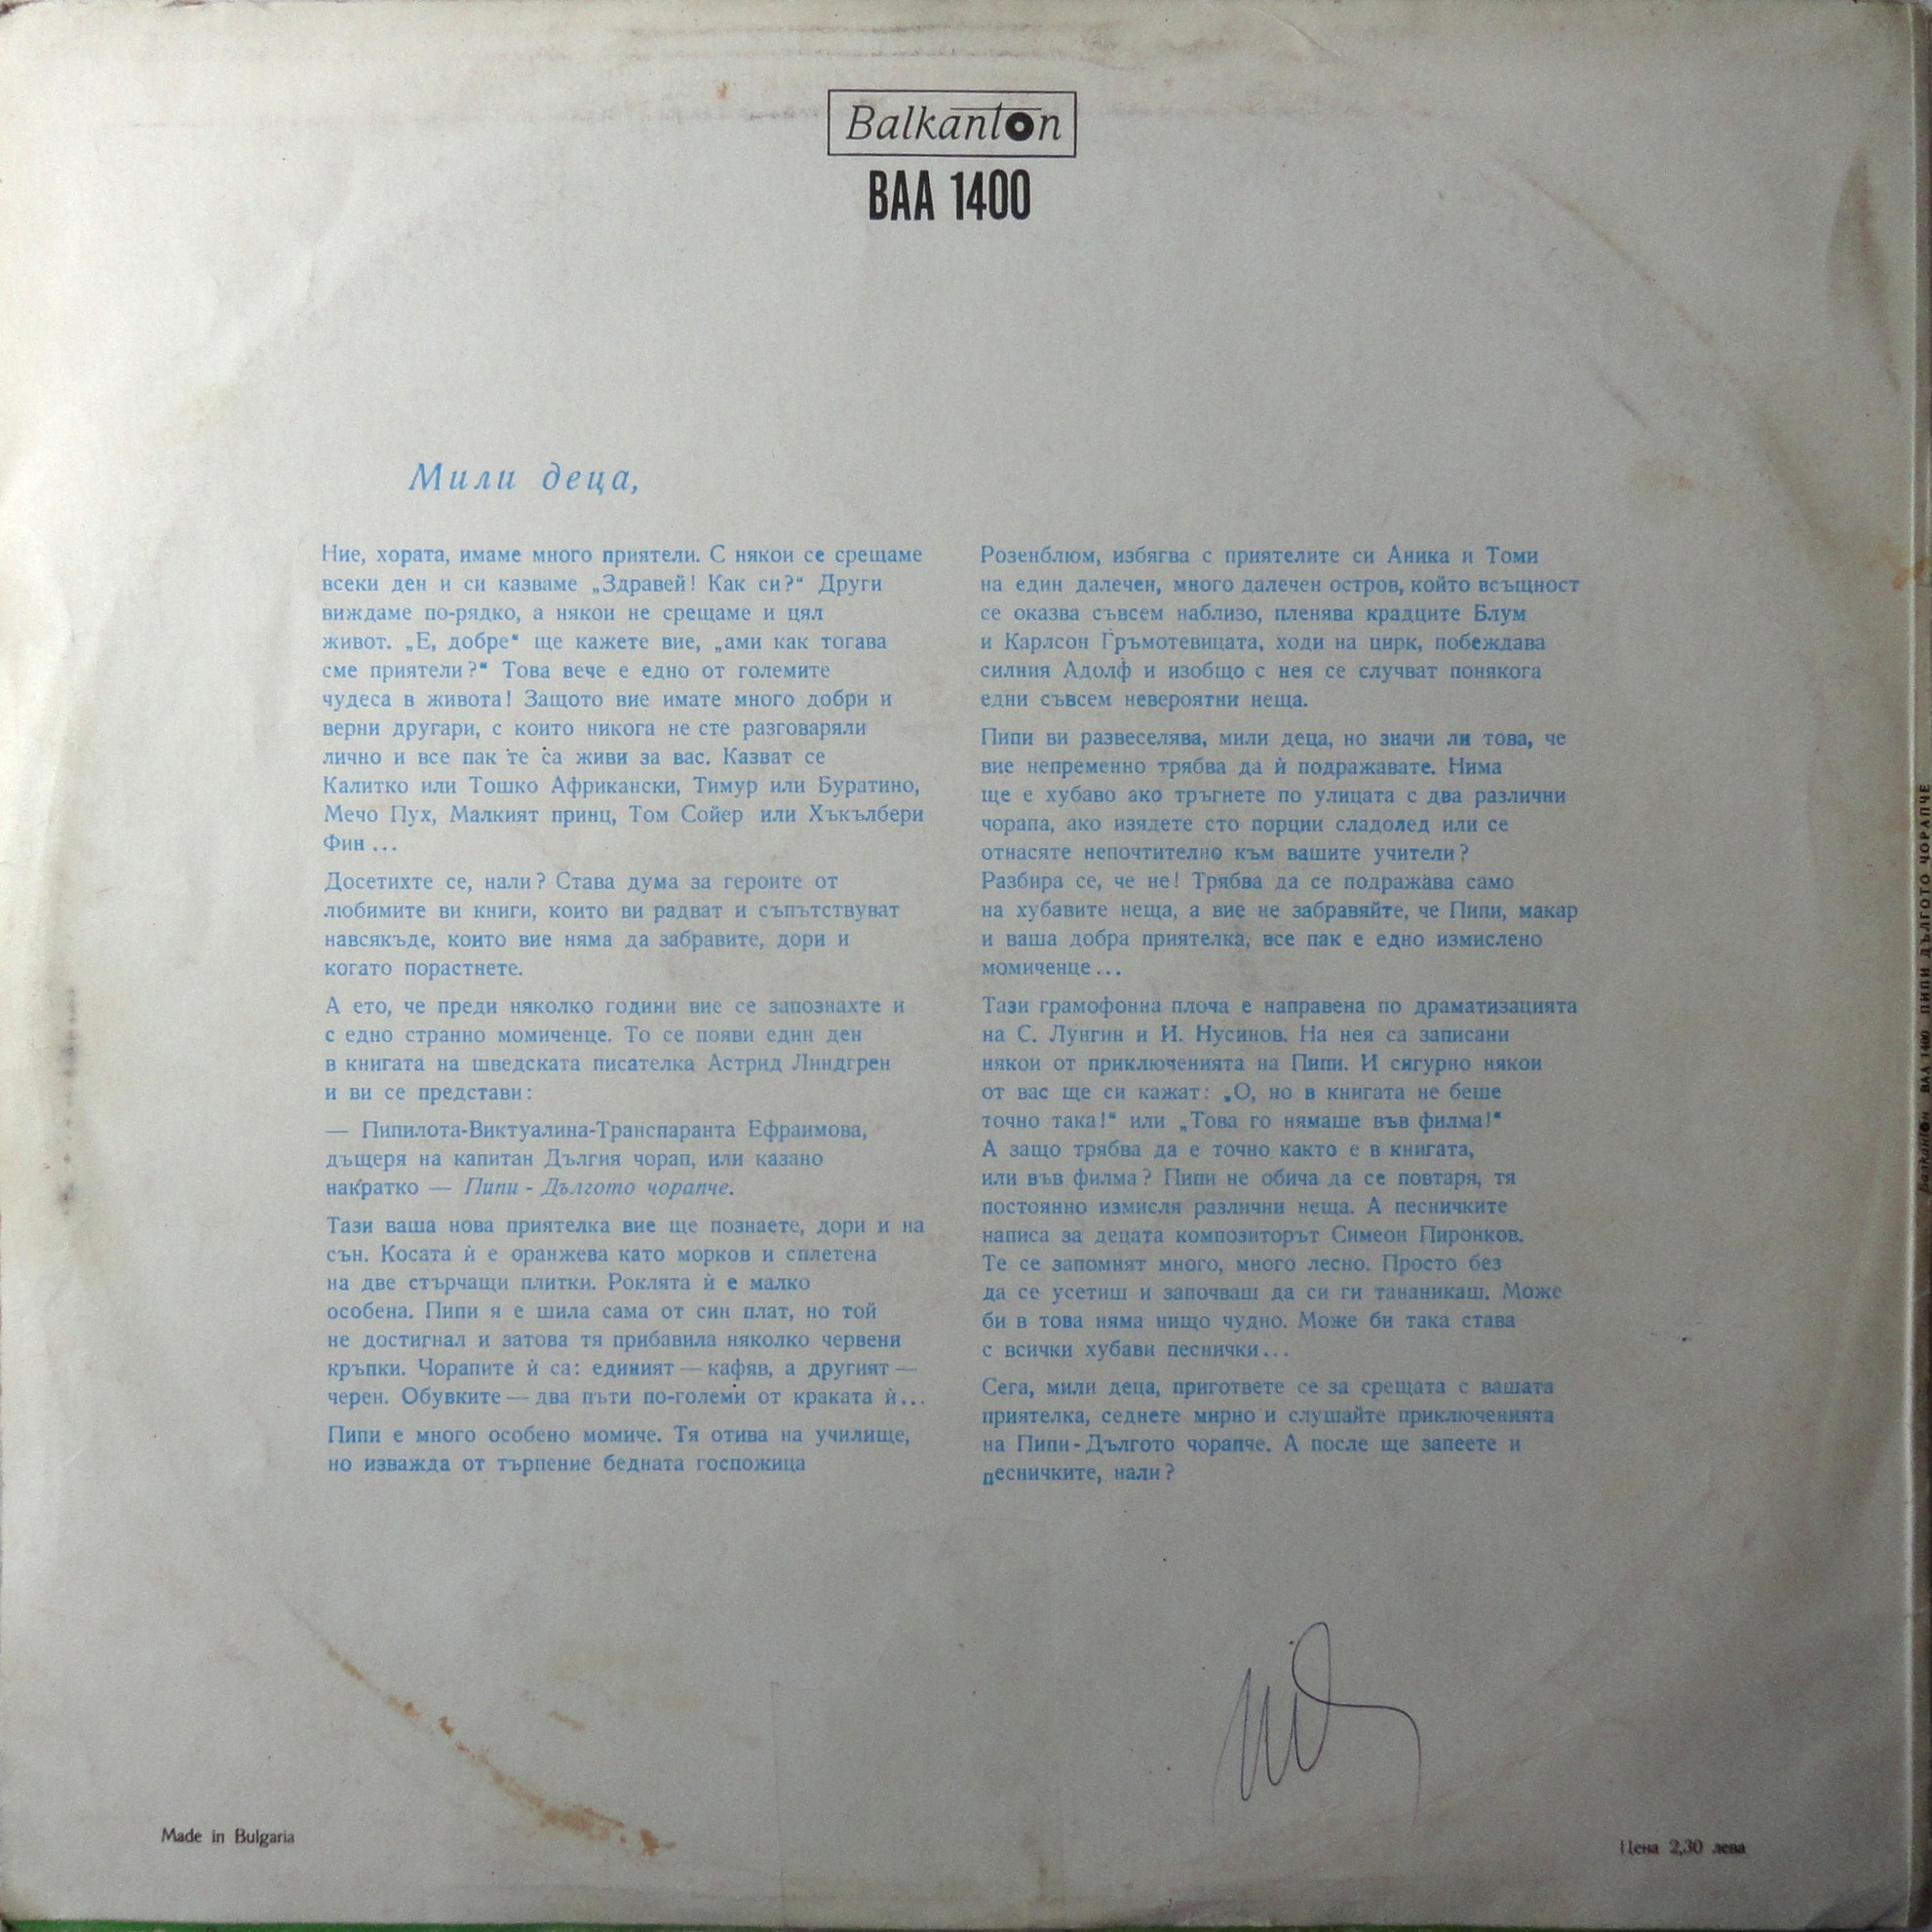 Balkanton
ВАА 1400
Мили деца,
Ние, хората, имаме много приятели. С някои се срещаме
всеки ден и си казваме „Здравей! Как си?“ Други
виждаме по-рядко, а някои не срещаме и цял
живот. „Е, добре“ ще кажете вие, „ами как тогава
сме приятели?“ Това вече е едно от големите
чудеса в живота! Защото вие имате много добри и
верни другари, с които никога не сте разговаряли
лично и все пак те са живи за вас. Казват се
Калитко или Тошко Африкански, Тимур или Буратино,
Мечо Пух, Малкият принц, Том Сойер или Хъкълбери
Фин ...
Досетихте се, нали? Става дума за героите от
любимите ви книги, които ви радват и съпътствуват
навсякъде, които вие няма да забравите, дори и
когато порастнете.
А ето, че преди няколко години вие се запознахте и
с едно странно момиченце. То се появи един ден
в книгата на шведската писателка Астрид Линдгрен
и ви се представи:
— Пипилота-Виктуалина-Транспаранта Ефраимова,
дъщеря на капитан Дългия чорап, или казано
накратко — Пипи - Дългото чорапче.
Тази ваша нова приятелка вие ще познаете, дори и на
сън. Косата ѝ е оранжева като морков и сплетена
на две стърчащи плитки. Роклята ѝ е малко
особена. Пипи я е шила сама от син плат, но той
не достигнал и затова тя прибавила няколко червени
кръпки. Чорапите ѝ са: единият — кафяв, а другият —
черен. Обувките — два пъти по-големи от краката ѝ...
Пипи е много особено момиче. Тя отива на училище,
но изважда от търпение бедната госпожица
Розенблюм, избягва с приятелите си Аника и Томи
на един далечен, много далечен остров, който всъщност
се оказва съвсем наблизо, пленява крадците Блум
и Карлсон Гръмотевицата, ходи на цирк, побеждава
силния Адолф и изобщо с нея се случват понякога
едни съвсем невероятни неща.
Пипи ви развеселява, мили деца, но значи ли това, че
вие непременно трябва да ѝ подражавате. Нима
ще е хубаво ако тръгнете по улицата с два различни
чорапа, ако изядете сто порции сладолед или се
отнасяте непочтително към вашите учители?
Разбира се, че не! Трябва да се подражава само
на хубавите неща, а вие не забравяйте, че Пипи, макар
и ваша добра приятелка, все пак е едно измислено
момиченце...
Тази грамофонна плоча е направена по драматизацията
на С. Лунгин и И. Нусинов. На нея са записани
някои от приключенията на Пипи. И сигурно някои
от вас ще си кажат: „О, но в книгата не беше
точно така!“ или „Това го нямаше във филма!“
А защо трябва да е точно както е в книгата,
или във филма? Пипи не обича да се повтаря, тя
постоянно измисля различни неща. А песничките
написа за децата композиторът Симеон Пиронков.
Те се запомнят много, много лесно. Просто без
да се усетиш и започваш да си ги тананикаш. Може
би в това няма нищо чудно. Може би така става
с всички хубави песнички...
Сега, мили деца, пригответе се за срещата с вашата
приятелка, седнете мирно и слушайте приключенията
на Пипи - Дългото чорапче. А после ще запеете и
песничките, нали?
Made in Bulgaria
Цена 2,30 лева
Balkanton ВАА 1400 ПИПИ ДЪЛГОТО ЧОРАПЧЕ